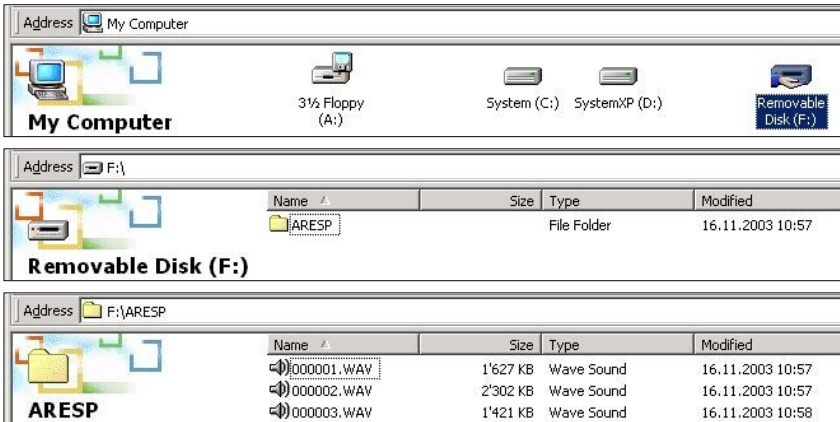 Address My Computer
3½ Floppy (A:) System (C:) SystemXP (D:) Removable Disk (F:)
My Computer
Address F:\
Name Size Type Modified
ARESP File Folder 16.11.2003 10:57
Removable Disk (F:)
Address F:\ARESP
Name Size Type Modified
000001.WAV 1'627 KB Wave Sound 16.11.2003 10:57
000002.WAV 2'302 KB Wave Sound 16.11.2003 10:57
ARESP 000003.WAV 1'421 KB Wave Sound 16.11.2003 10:58